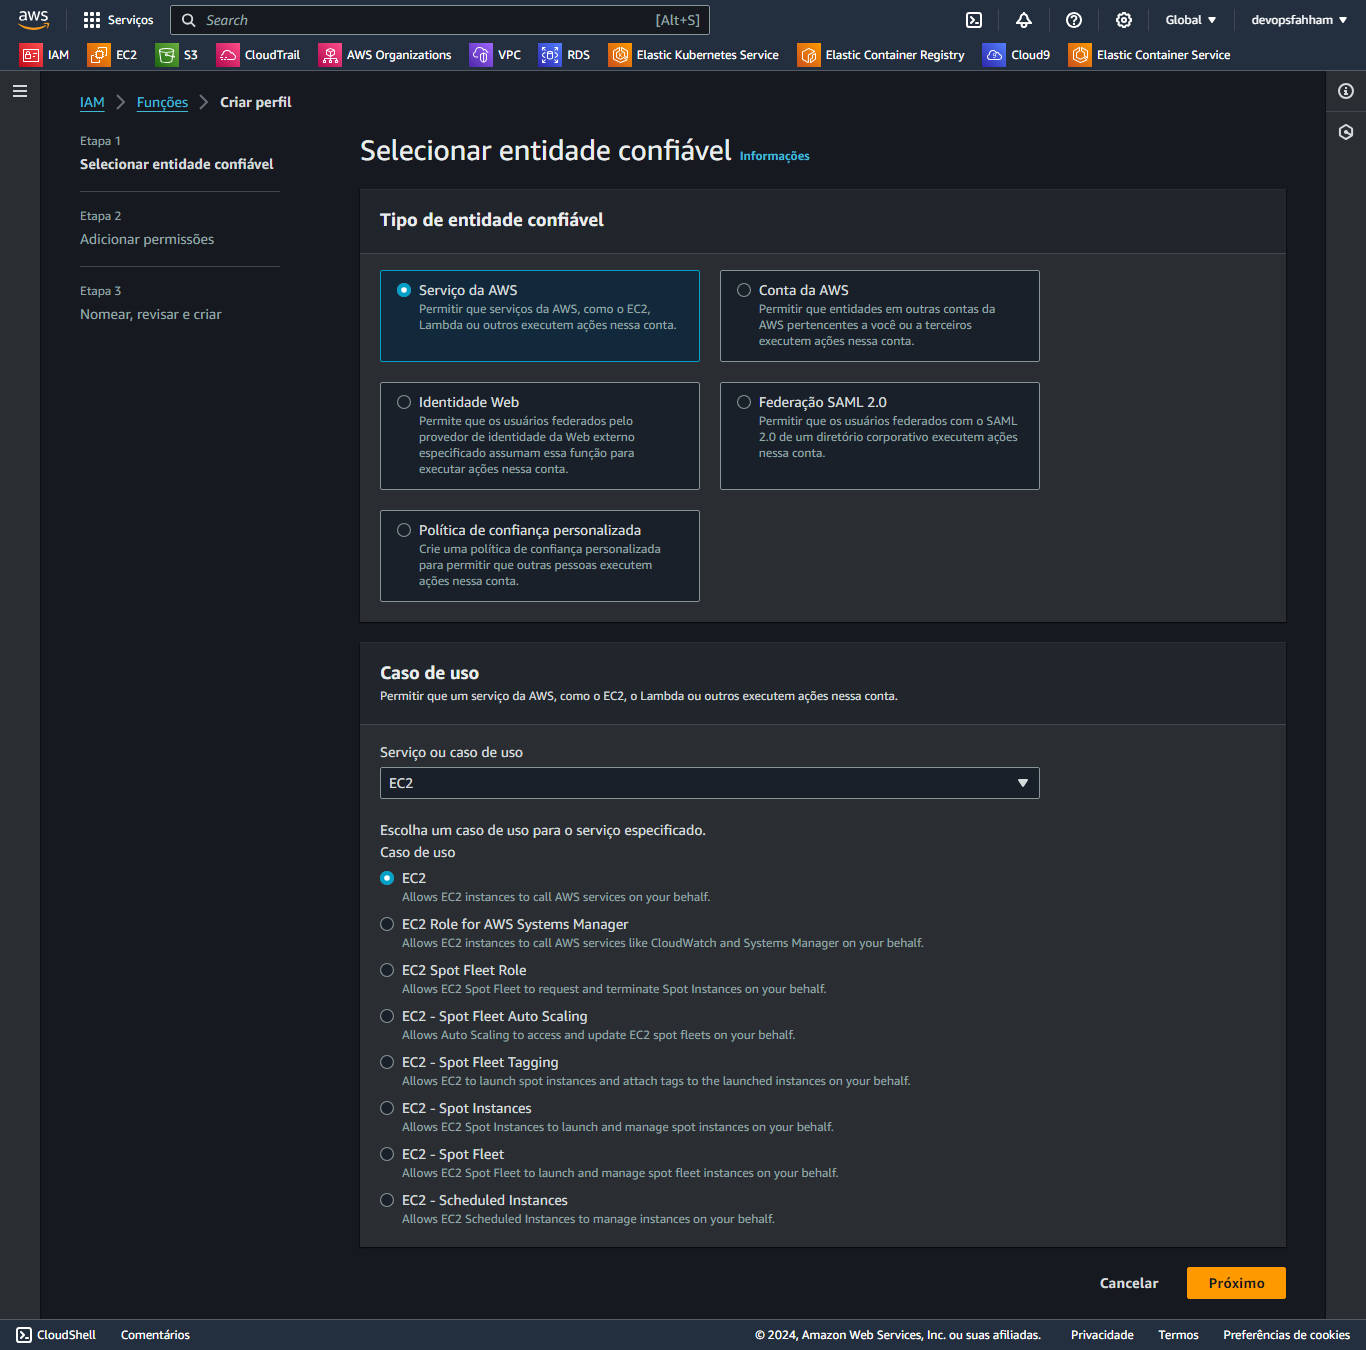 aws
Serviços
Search
[Alt+S]
Global
devopsfahham
IAM
EC2
S3
CloudTrail
AWS Organizations
VPC
RDS
Elastic Kubernetes Service
Elastic Container Registry
Cloud9
Elastic Container Service
IAM
Funções
Criar perfil
Etapa 1
Selecionar entidade confiável
Etapa 2
Adicionar permissões
Etapa 3
Nomear, revisar e criar
Selecionar entidade confiável Informações
Tipo de entidade confiável
Serviço da AWS
Permitir que serviços da AWS, como o EC2,
Lambda ou outros executem ações nessa conta.
Conta da AWS
Permitir que entidades em outras contas da
AWS pertencentes a você ou a terceiros
executem ações nessa conta.
Identidade Web
Permite que os usuários federados pelo
provedor de identidade da Web externo
especificado assumam essa função para
executar ações nessa conta.
Federação SAML 2.0
Permitir que os usuários federados com o SAML
2.0 de um diretório corporativo executem ações
nessa conta.
Política de confiança personalizada
Crie uma política de confiança personalizada
para permitir que outras pessoas executem
ações nessa conta.
Caso de uso
Permitir que um serviço da AWS, como o EC2, o Lambda ou outros executem ações nessa conta.
Serviço ou caso de uso
EC2
Escolha um caso de uso para o serviço especificado.
Caso de uso
EC2
Allows EC2 instances to call AWS services on your behalf.
EC2 Role for AWS Systems Manager
Allows EC2 instances to call AWS services like CloudWatch and Systems Manager on your behalf.
EC2 Spot Fleet Role
Allows EC2 Spot Fleet to request and terminate Spot Instances on your behalf.
EC2 - Spot Fleet Auto Scaling
Allows Auto Scaling to access and update EC2 spot fleets on your behalf.
EC2 - Spot Fleet Tagging
Allows EC2 to launch spot instances and attach tags to the launched instances on your behalf.
EC2 - Spot Instances
Allows EC2 Spot Instances to launch and manage spot instances on your behalf.
EC2 - Spot Fleet
Allows EC2 Spot Fleet to launch and manage spot fleet instances on your behalf.
EC2 - Scheduled Instances
Allows EC2 Scheduled Instances to manage instances on your behalf.
Cancelar
Próximo
CloudShell
Comentários
© 2024, Amazon Web Services, Inc. ou suas afiliadas.
Privacidade
Termos
Preferências de cookies